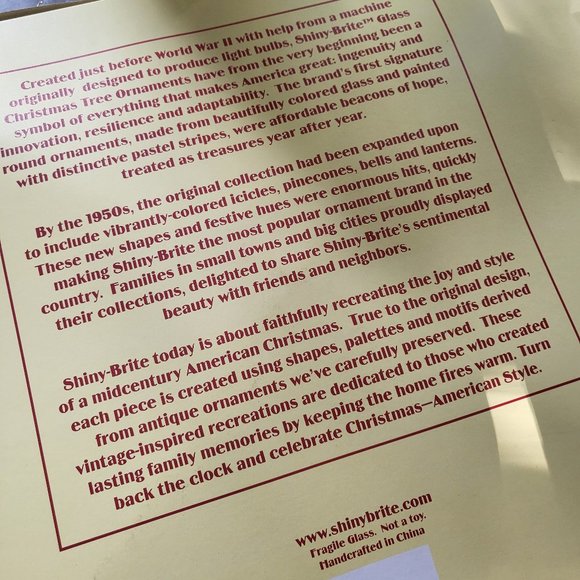 Created just before World War II with help from a machine
originally designed to produce light bulbs, Shiny-Brite™ Glass
Christmas Tree Ornaments have from the very beginning been a
symbol of everything that makes America great: ingenuity and
innovation, resilience and adaptability. The brand's first signature
round ornaments, made from beautifully colored glass and painted
with distinctive pastel stripes, were affordable beacons of hope,
treated as treasures year after year.
By the 1950s, the original collection had been expanded upon
to include vibrantly-colored icicles, pinecones, bells and lanterns.
These new shapes and festive hues were enormous hits, quickly
making Shiny-Brite the most popular ornament brand in the
country. Families in small towns and big cities proudly displayed
their collections, delighted to share Shiny-Brite's sentimental
beauty with friends and neighbors.
Shiny-Brite today is about faithfully recreating the joy and style
of a midcentury American Christmas. True to the original design,
each piece is created using shapes, palettes and motifs derived
from antique ornaments we've carefully preserved. These
vintage-inspired recreations are dedicated to those who created
lasting family memories by keeping the home fires warm. Turn
back the clock and celebrate Christmas—American Style.
www.shinybrite.com
Fragile Glass. Not a toy.
Handcrafted in China